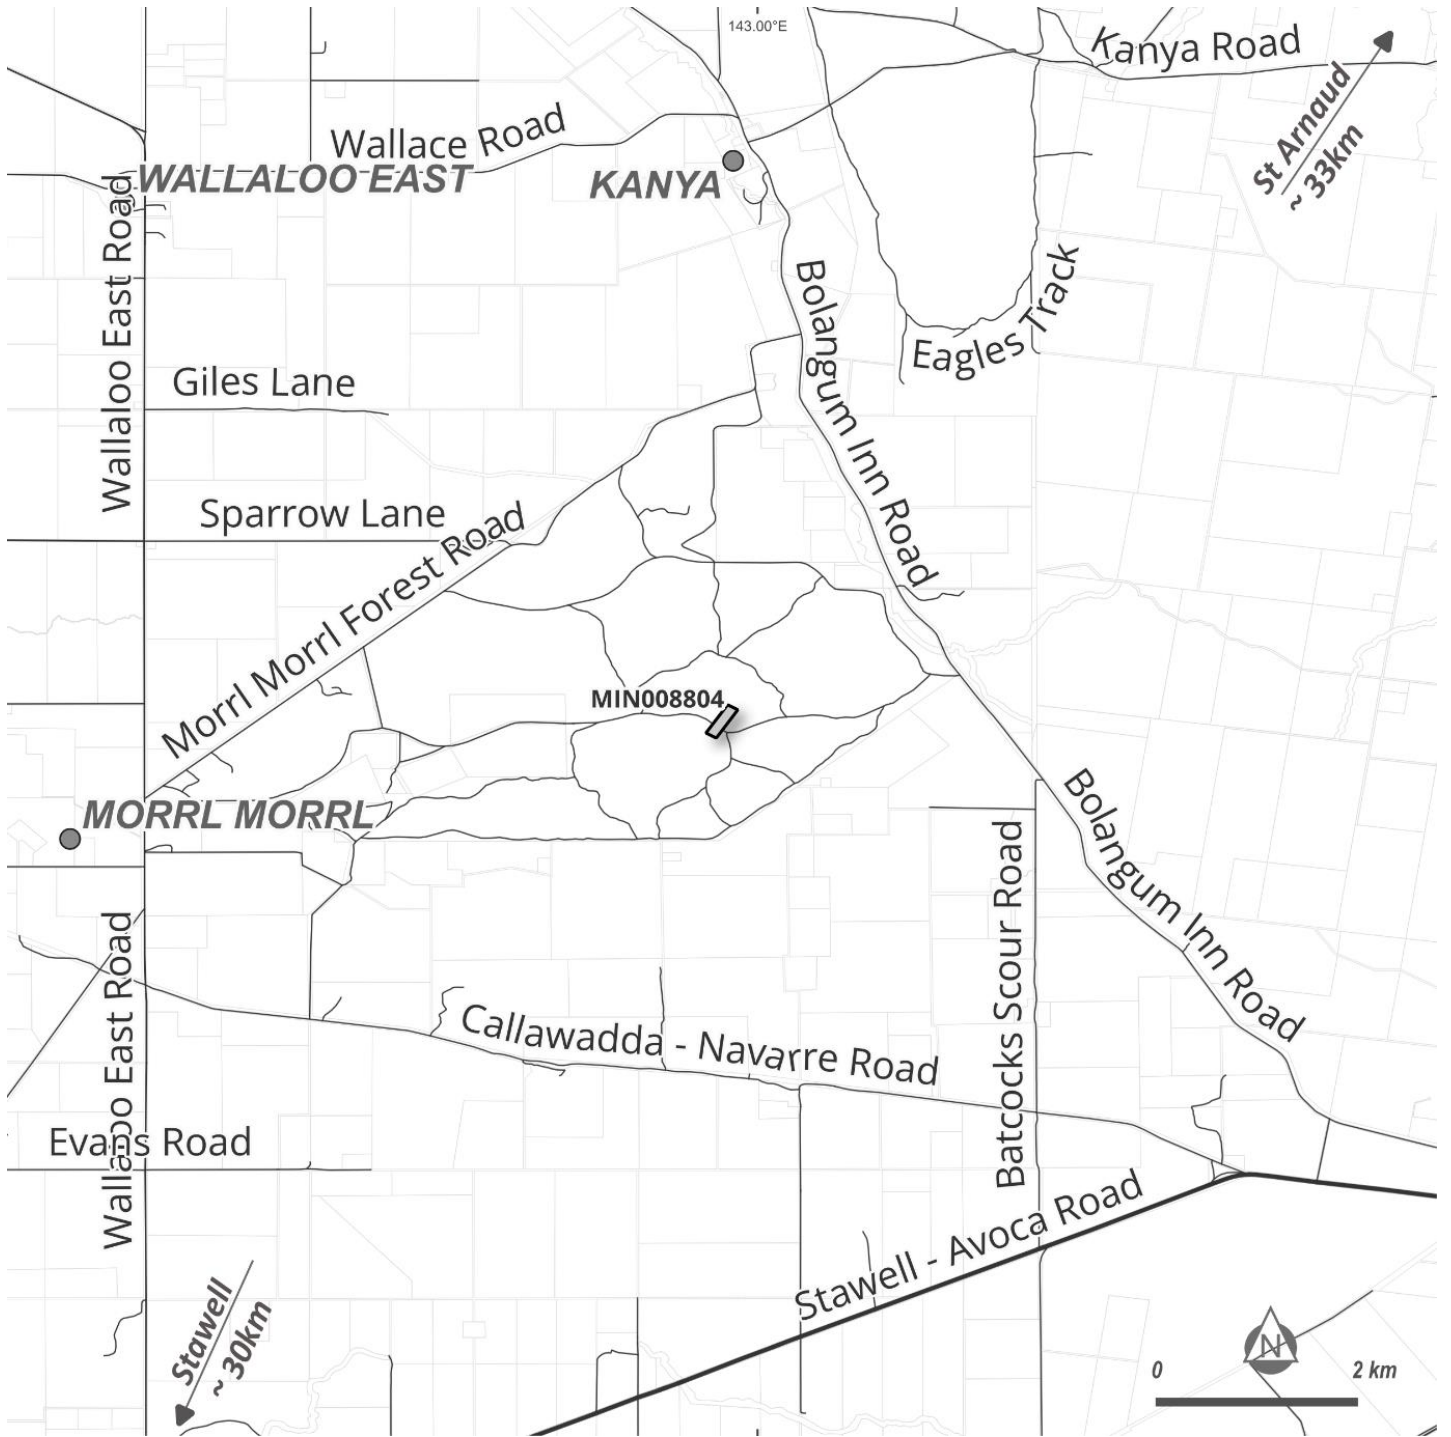 143.00°E
Kanya Road
St Arnaud
~ 33km
Wallace Road
WALLALOO EAST
KANYA
Wallaloo East Road
Bolangum Inn Road
Eagles Track
Giles Lane
Sparrow Lane
Morrl Morrl Forest Road
MIN008804
MORRL MORRL
Bolangum Inn Road
Batcocks Scour Road
Wallaloo East Road
Callawadda - Navarre Road
Evans Road
Stawell - Avoca Road
Stawell
~ 30km
N
0 2 km